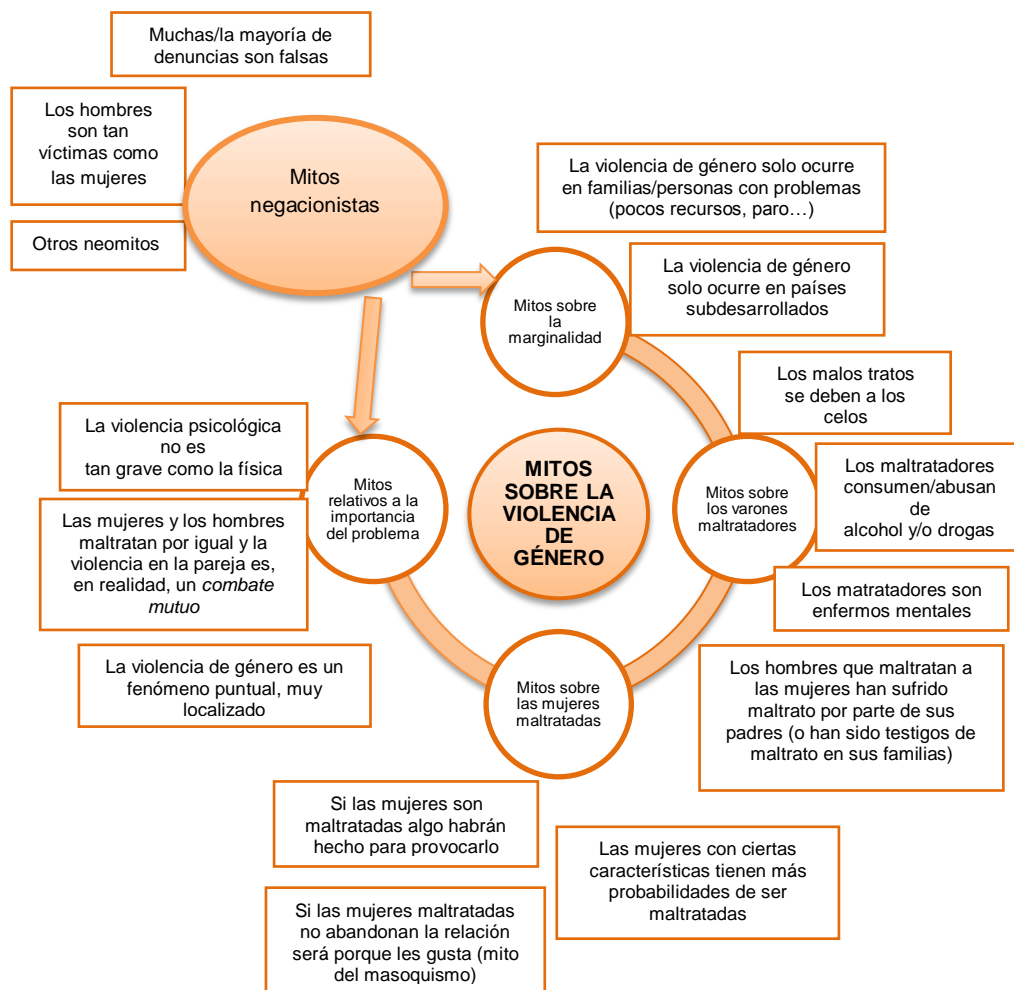 Muchas/la mayoría de
denuncias son falsas
Los hombres
son tan
víctimas como
las mujeres
Otros neomitos
Mitos
negacionistas
La violencia de género solo ocurre
en familias/personas con problemas
(pocos recursos, paro…)
La violencia de género
solo ocurre en países
subdesarrollados
Mitos sobre
la
marginalidad
Los malos tratos
se deben a los
celos
Los maltratadores
consumen/abusan
de
alcohol y/o drogas
Los matratadores son
enfermos mentales
Los hombres que maltratan a
las mujeres han sufrido
maltrato por parte de sus
padres (o han sido testigos de
maltrato en sus familias)
Mitos sobre
los varones
maltratadores
MITOS
SOBRE LA
VIOLENCIA
DE
GÉNERO
La violencia psicológica
no es
tan grave como la física
Las mujeres y los hombres
maltratan por igual y la
violencia en la pareja es,
en realidad, un combate
mutuo
La violencia de género es un
fenómeno puntual, muy
localizado
Mitos
relativos a la
importancia
del problema
Mitos sobre
las mujeres
maltratadas
Si las mujeres son
maltratadas algo habrán
hecho para provocarlo
Las mujeres con ciertas
características tienen más
probabilidades de ser
maltratadas
Si las mujeres maltratadas
no abandonan la relación
será porque les gusta (mito
del masoquismo)